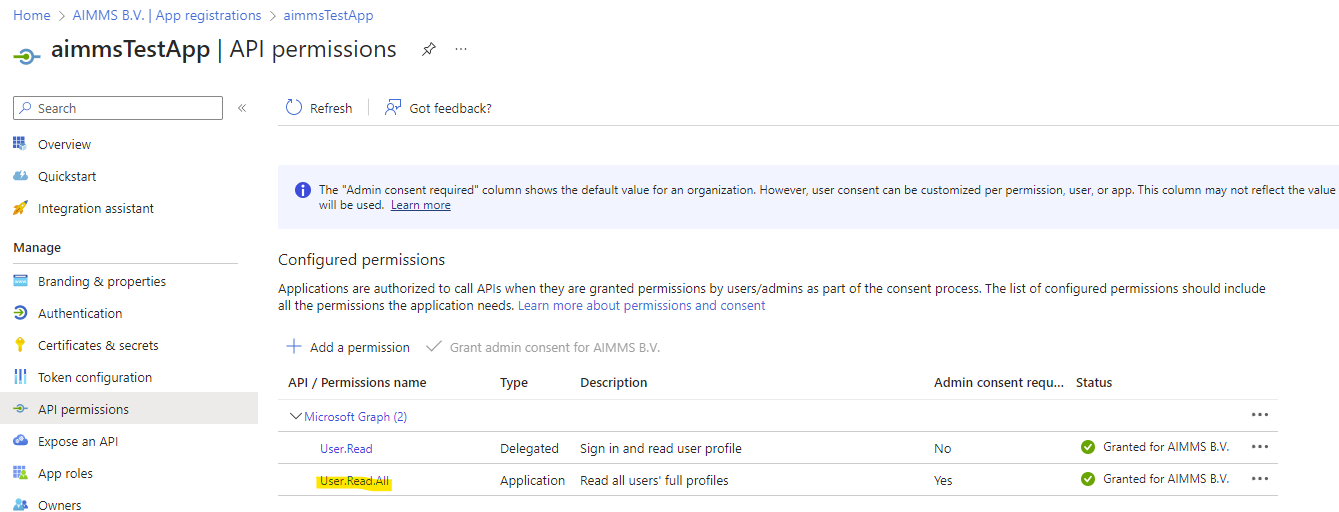 Home > AIMMS B.V. | App registrations > aimmsTestApp
aimmsTestApp | API permissions
Search
«
Refresh
Got feedback?
Overview
Quickstart
Integration assistant
Manage
Branding & properties
Authentication
Certificates & secrets
Token configuration
API permissions
Expose an API
App roles
Owners
The "Admin consent required" column shows the default value for an organization. However, user consent can be customized per permission, user, or app. This column may not reflect the value
will be used. Learn more
Configured permissions
Applications are authorized to call APIs when they are granted permissions by users/admins as part of the consent process. The list of configured permissions should include
all the permissions the application needs. Learn more about permissions and consent
Add a permission Grant admin consent for AIMMS B.V.
API / Permissions name Type Description Admin consent requ... Status
Microsoft Graph (2)
User.Read Delegated Sign in and read user profile No Granted for AIMMS B.V.
User.Read.All Application Read all users' full profiles Yes Granted for AIMMS B.V.